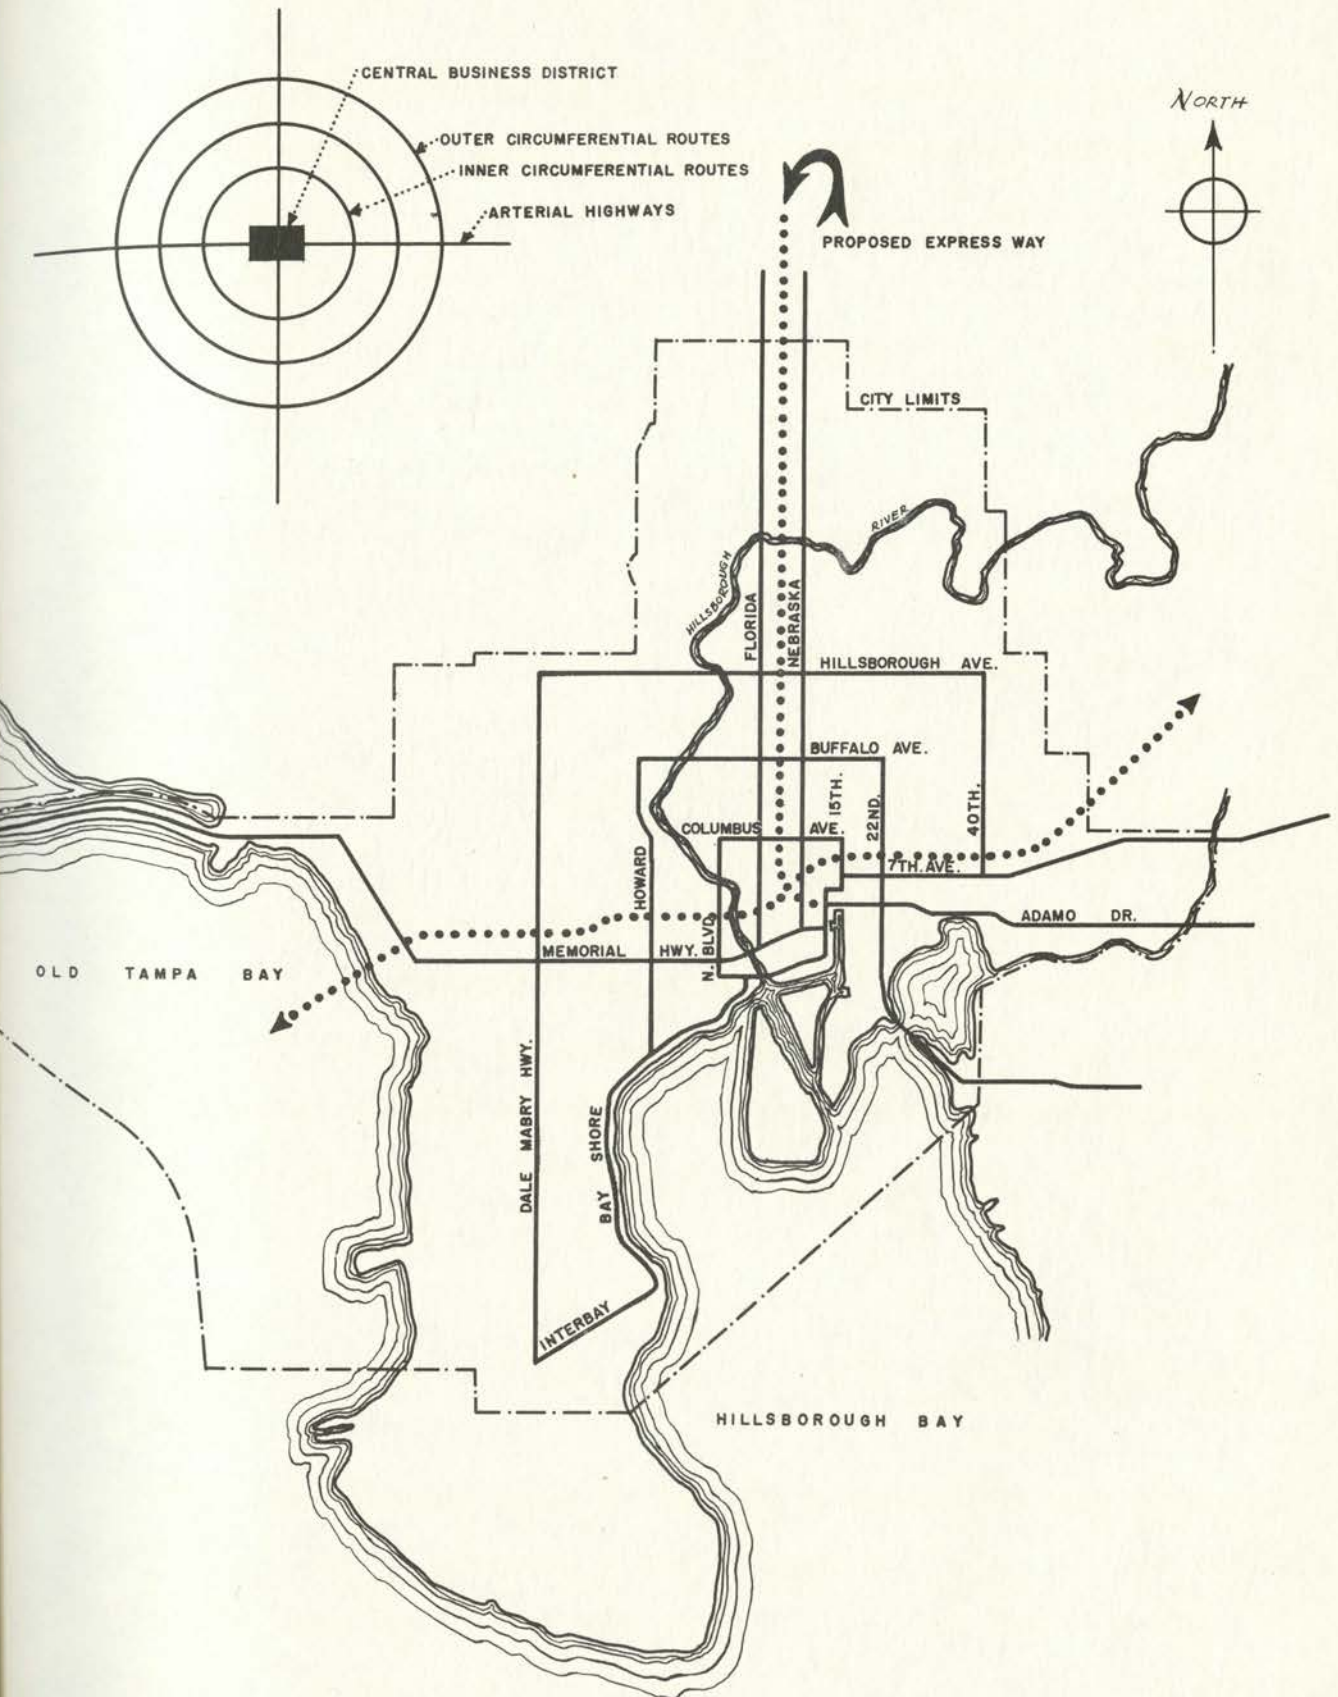 CENTRAL BUSINESS DISTRICT
OUTER CIRCUMFERENTIAL ROUTES
INNER CIRCUMFERENTIAL ROUTES
ARTERIAL HIGHWAYS
NORTH
PROPOSED EXPRESS WAY
CITY LIMITS
HILLSBOROUGH RIVER
FLORIDA
NEBRASKA
HILLSBOROUGH AVE.
BUFFALO AVE.
15TH.
22ND.
40TH.
COLUMBUS AVE.
HOWARD
7TH. AVE.
N. BLVD.
ADAMO DR.
MEMORIAL HWY.
OLD TAMPA BAY
DALE MABRY HWY.
BAY SHORE
INTERBAY
HILLSBOROUGH BAY